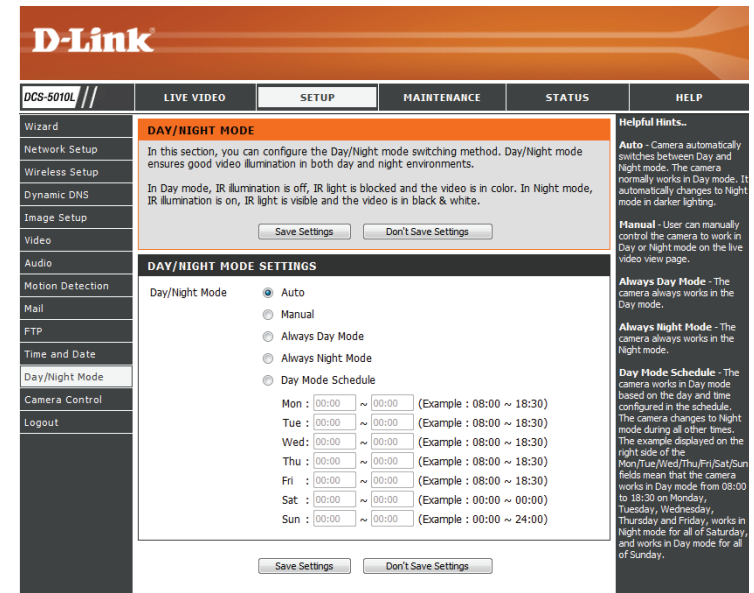 D-Link
DCS-5010L //
LIVE VIDEO
SETUP
MAINTENANCE
STATUS
HELP
Wizard
Network Setup
Wireless Setup
Dynamic DNS
Image Setup
Video
Audio
Motion Detection
Mail
FTP
Time and Date
Day/Night Mode
Camera Control
Logout
DAY/NIGHT MODE
In this section, you can configure the Day/Night mode switching method. Day/Night mode
ensures good video illumination in both day and night environments.
In Day mode, IR illumination is off, IR light is blocked and the video is in color. In Night mode,
IR illumination is on, IR light is visible and the video is in black & white.
Save Settings Don't Save Settings
DAY/NIGHT MODE SETTINGS
Day/Night Mode Auto
Manual
Always Day Mode
Always Night Mode
Day Mode Schedule
Mon : 00:00 ~ 00:00 (Example : 08:00 ~ 18:30)
Tue : 00:00 ~ 00:00 (Example : 08:00 ~ 18:30)
Wed: 00:00 ~ 00:00 (Example : 08:00 ~ 18:30)
Thu : 00:00 ~ 00:00 (Example : 08:00 ~ 18:30)
Fri : 00:00 ~ 00:00 (Example : 08:00 ~ 18:30)
Sat : 00:00 ~ 00:00 (Example : 00:00 ~ 00:00)
Sun : 00:00 ~ 00:00 (Example : 00:00 ~ 24:00)
Save Settings Don't Save Settings
Helpful Hints..
Auto - Camera automatically
switches between Day and
Night mode. The camera
normally works in Day mode. It
automatically changes to Night
mode in darker lighting.
Manual - User can manually
control the camera to work in
Day or Night mode on the live
video view page.
Always Day Mode - The
camera always works in the
Day mode.
Always Night Mode - The
camera always works in the
Night mode.
Day Mode Schedule - The
camera works in Day mode
based on the day and time
configured in the schedule.
The camera changes to Night
mode during all other times.
The example displayed on the
right side of the
Mon/Tue/Wed/Thu/Fri/Sat/Sun
fields mean that the camera
works in Day mode from 08:00
to 18:30 on Monday,
Tuesday, Wednesday,
Thursday and Friday, works in
Night mode for all of Saturday,
and works in Day mode for all
of Sunday.